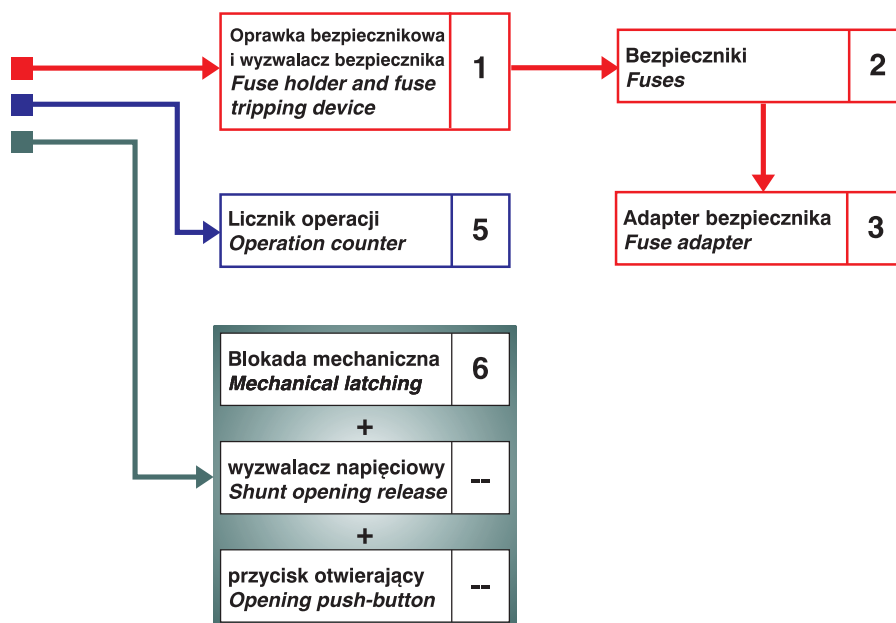 Oprawka bezpiecznikowa
i wyzwalacz bezpiecznika
Fuse holder and fuse
tripping device
1
Bezpieczniki
Fuses
2
Adapter bezpiecznika
Fuse adapter
3
Licznik operacji
Operation counter
5
Blokada mechaniczna
Mechanical latching
6
+
wyzwalacz napięciowy
Shunt opening release
--
+
przycisk otwierający
Opening push-button
--